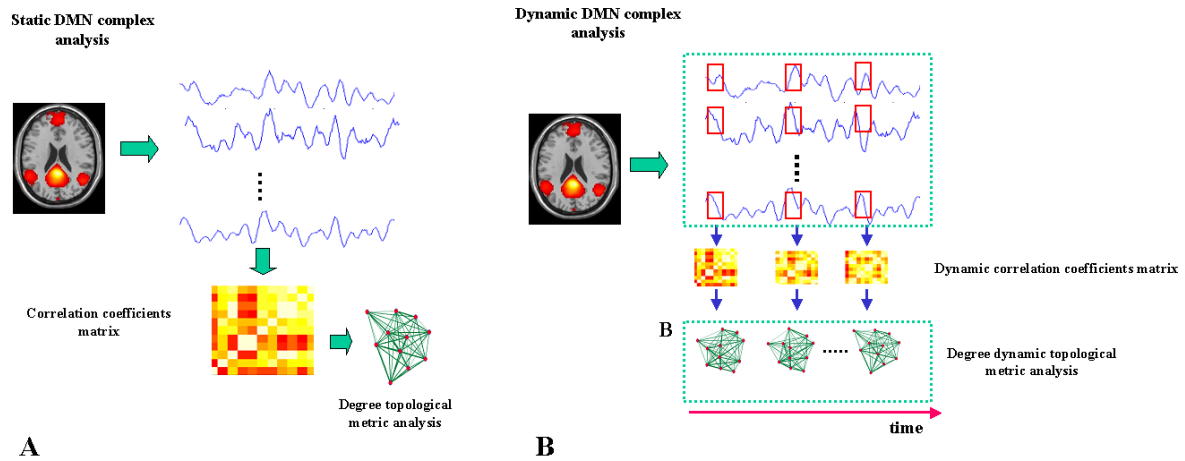 Static DMN complex
analysis
Correlation coefficients
matrix
Degree topological
metric analysis
A
Dynamic DMN complex
analysis
Dynamic correlation coefficients matrix
B
Degree dynamic topological
metric analysis
time
B